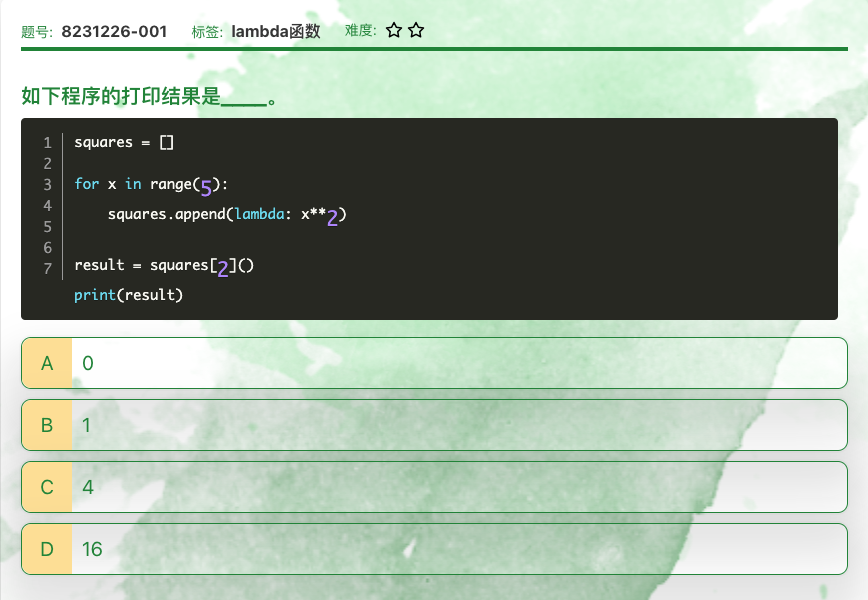 题号: 8231226-001 标签: lambda函数 难度:
如下程序的打印结果是____。
1 squares = []
2
3 for x in range(5):
4     squares.append(lambda: x**2)
5
6 result = squares[2]()
7 print(result)
A 0
B 1
C 4
D 16